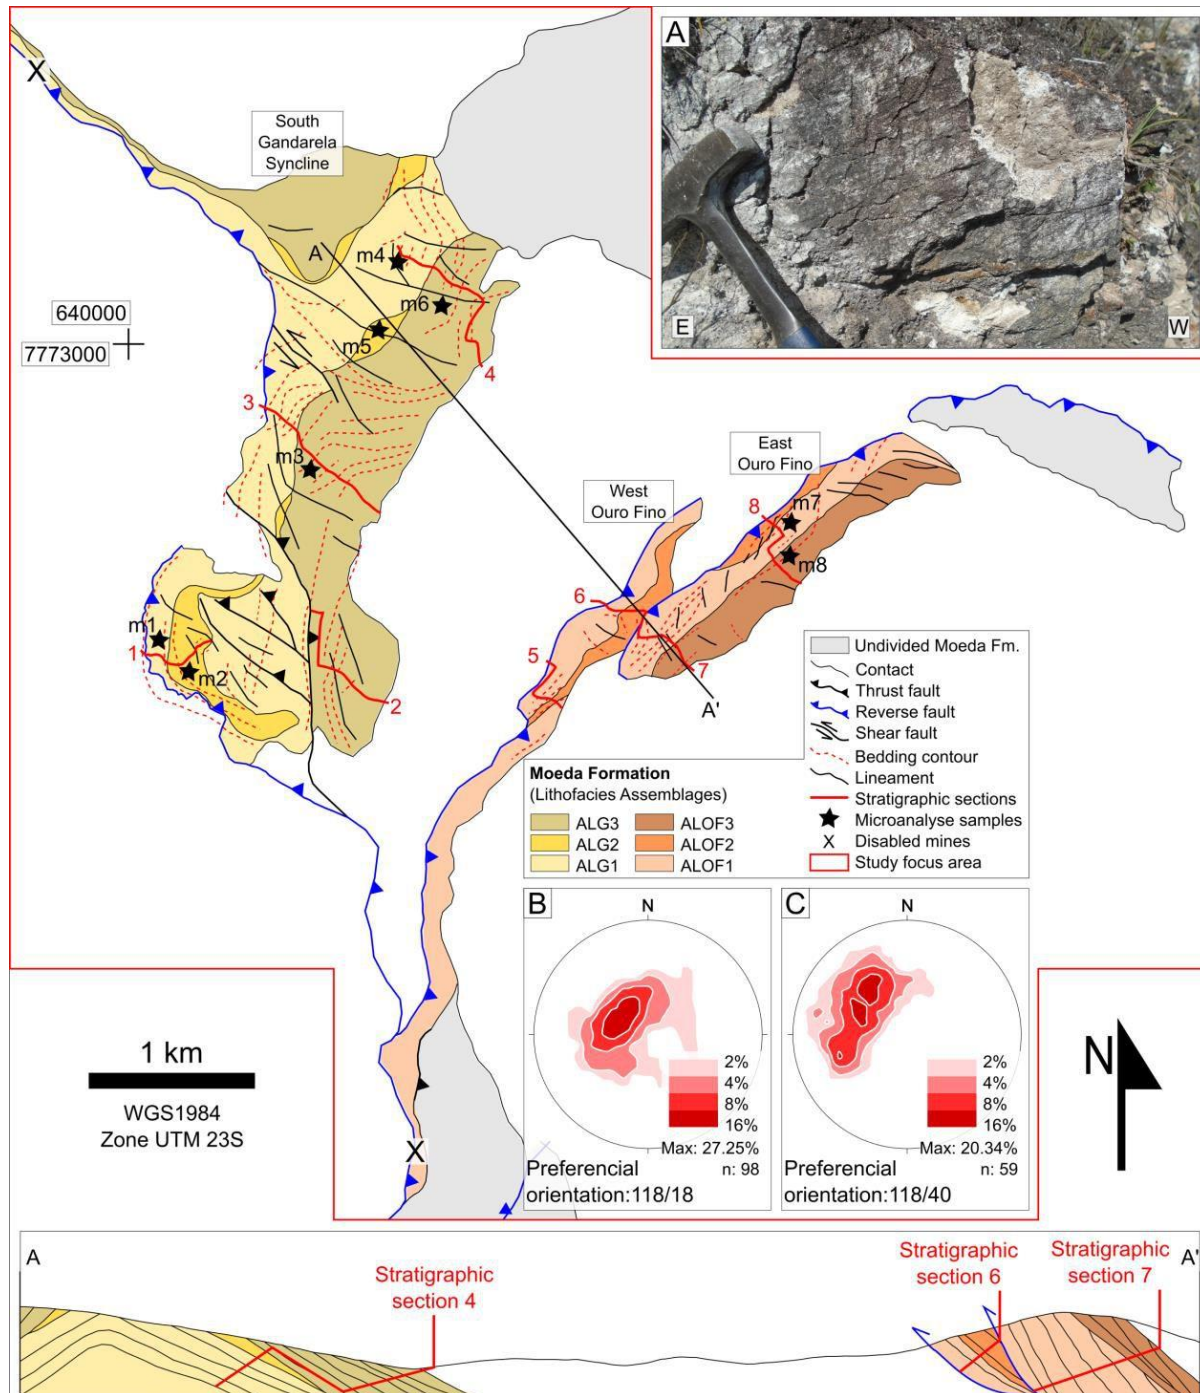 A
E
W
X
South
Gandarela
Syncline
A
m4
m6
m5
4
640000
7773000
3
m3
East
Ouro Fino
West
Ouro Fino
m7
8
m8
6
7
5
A'
m1
1
m2
2
Undivided Moeda Fm.
Contact
Thrust fault
Reverse fault
Shear fault
Bedding contour
Lineament
Stratigraphic sections
Microanalyse samples
X Disabled mines
Study focus area
Moeda Formation
(Lithofacies Assemblages)
ALG3 ALOF3
ALG2 ALOF2
ALG1 ALOF1
B
N
2%
4%
8%
16%
Max: 27.25%
n: 98
Preferencial
orientation:118/18
C
N
2%
4%
8%
16%
Max: 20.34%
n: 59
Preferencial
orientation:118/40
X
1 km
WGS1984
Zone UTM 23S
N
A
Stratigraphic
section 4
Stratigraphic
section 6
Stratigraphic
section 7
A'